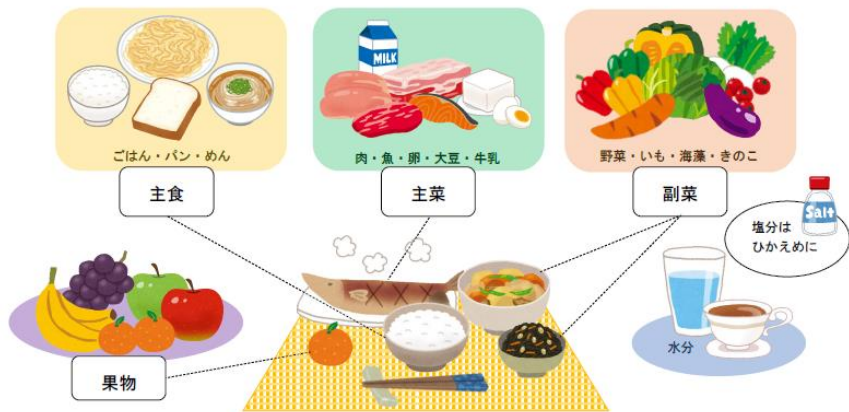 MILK
ごはん・パン・めん
肉・魚・卵・大豆・牛乳
野菜・いも・海藻・きのこ
主食
主菜
副菜
Salt
塩分は
ひかえめに
水分
果物